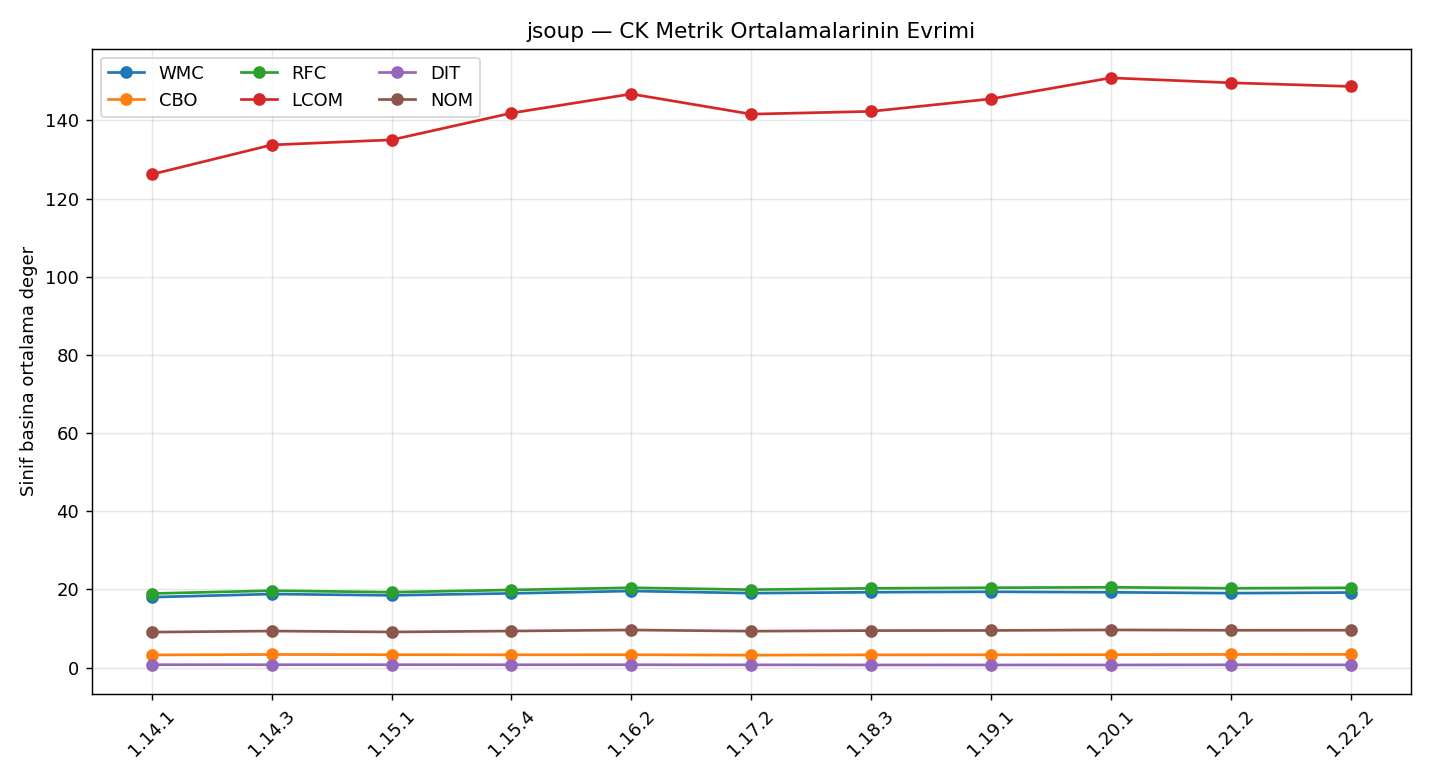 jsoup — CK Metrik Ortalamalarinin Evrimi
WMC RFC DIT
CBO LCOM NOM
Sinif basina ortalama deger
140
120
100
80
60
40
20
0
1.14.1 1.14.3 1.15.1 1.15.4 1.16.2 1.17.2 1.18.3 1.19.1 1.20.1 1.21.2 1.22.2